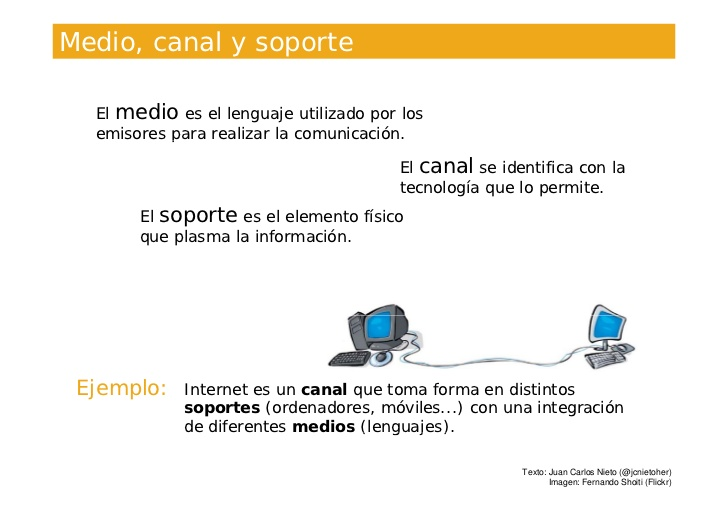 Medio, canal y soporte
El medio es el lenguaje utilizado por los
emisores para realizar la comunicación.
El canal se identifica con la
tecnología que lo permite.
El soporte es el elemento físico
que plasma la información.
Ejemplo: Internet es un canal que toma forma en distintos
soportes (ordenadores, móviles...) con una integración
de diferentes medios (lenguajes).
Texto: Juan Carlos Nieto (@jcnietoher)
Imagen: Fernando Shoiti (Flickr)